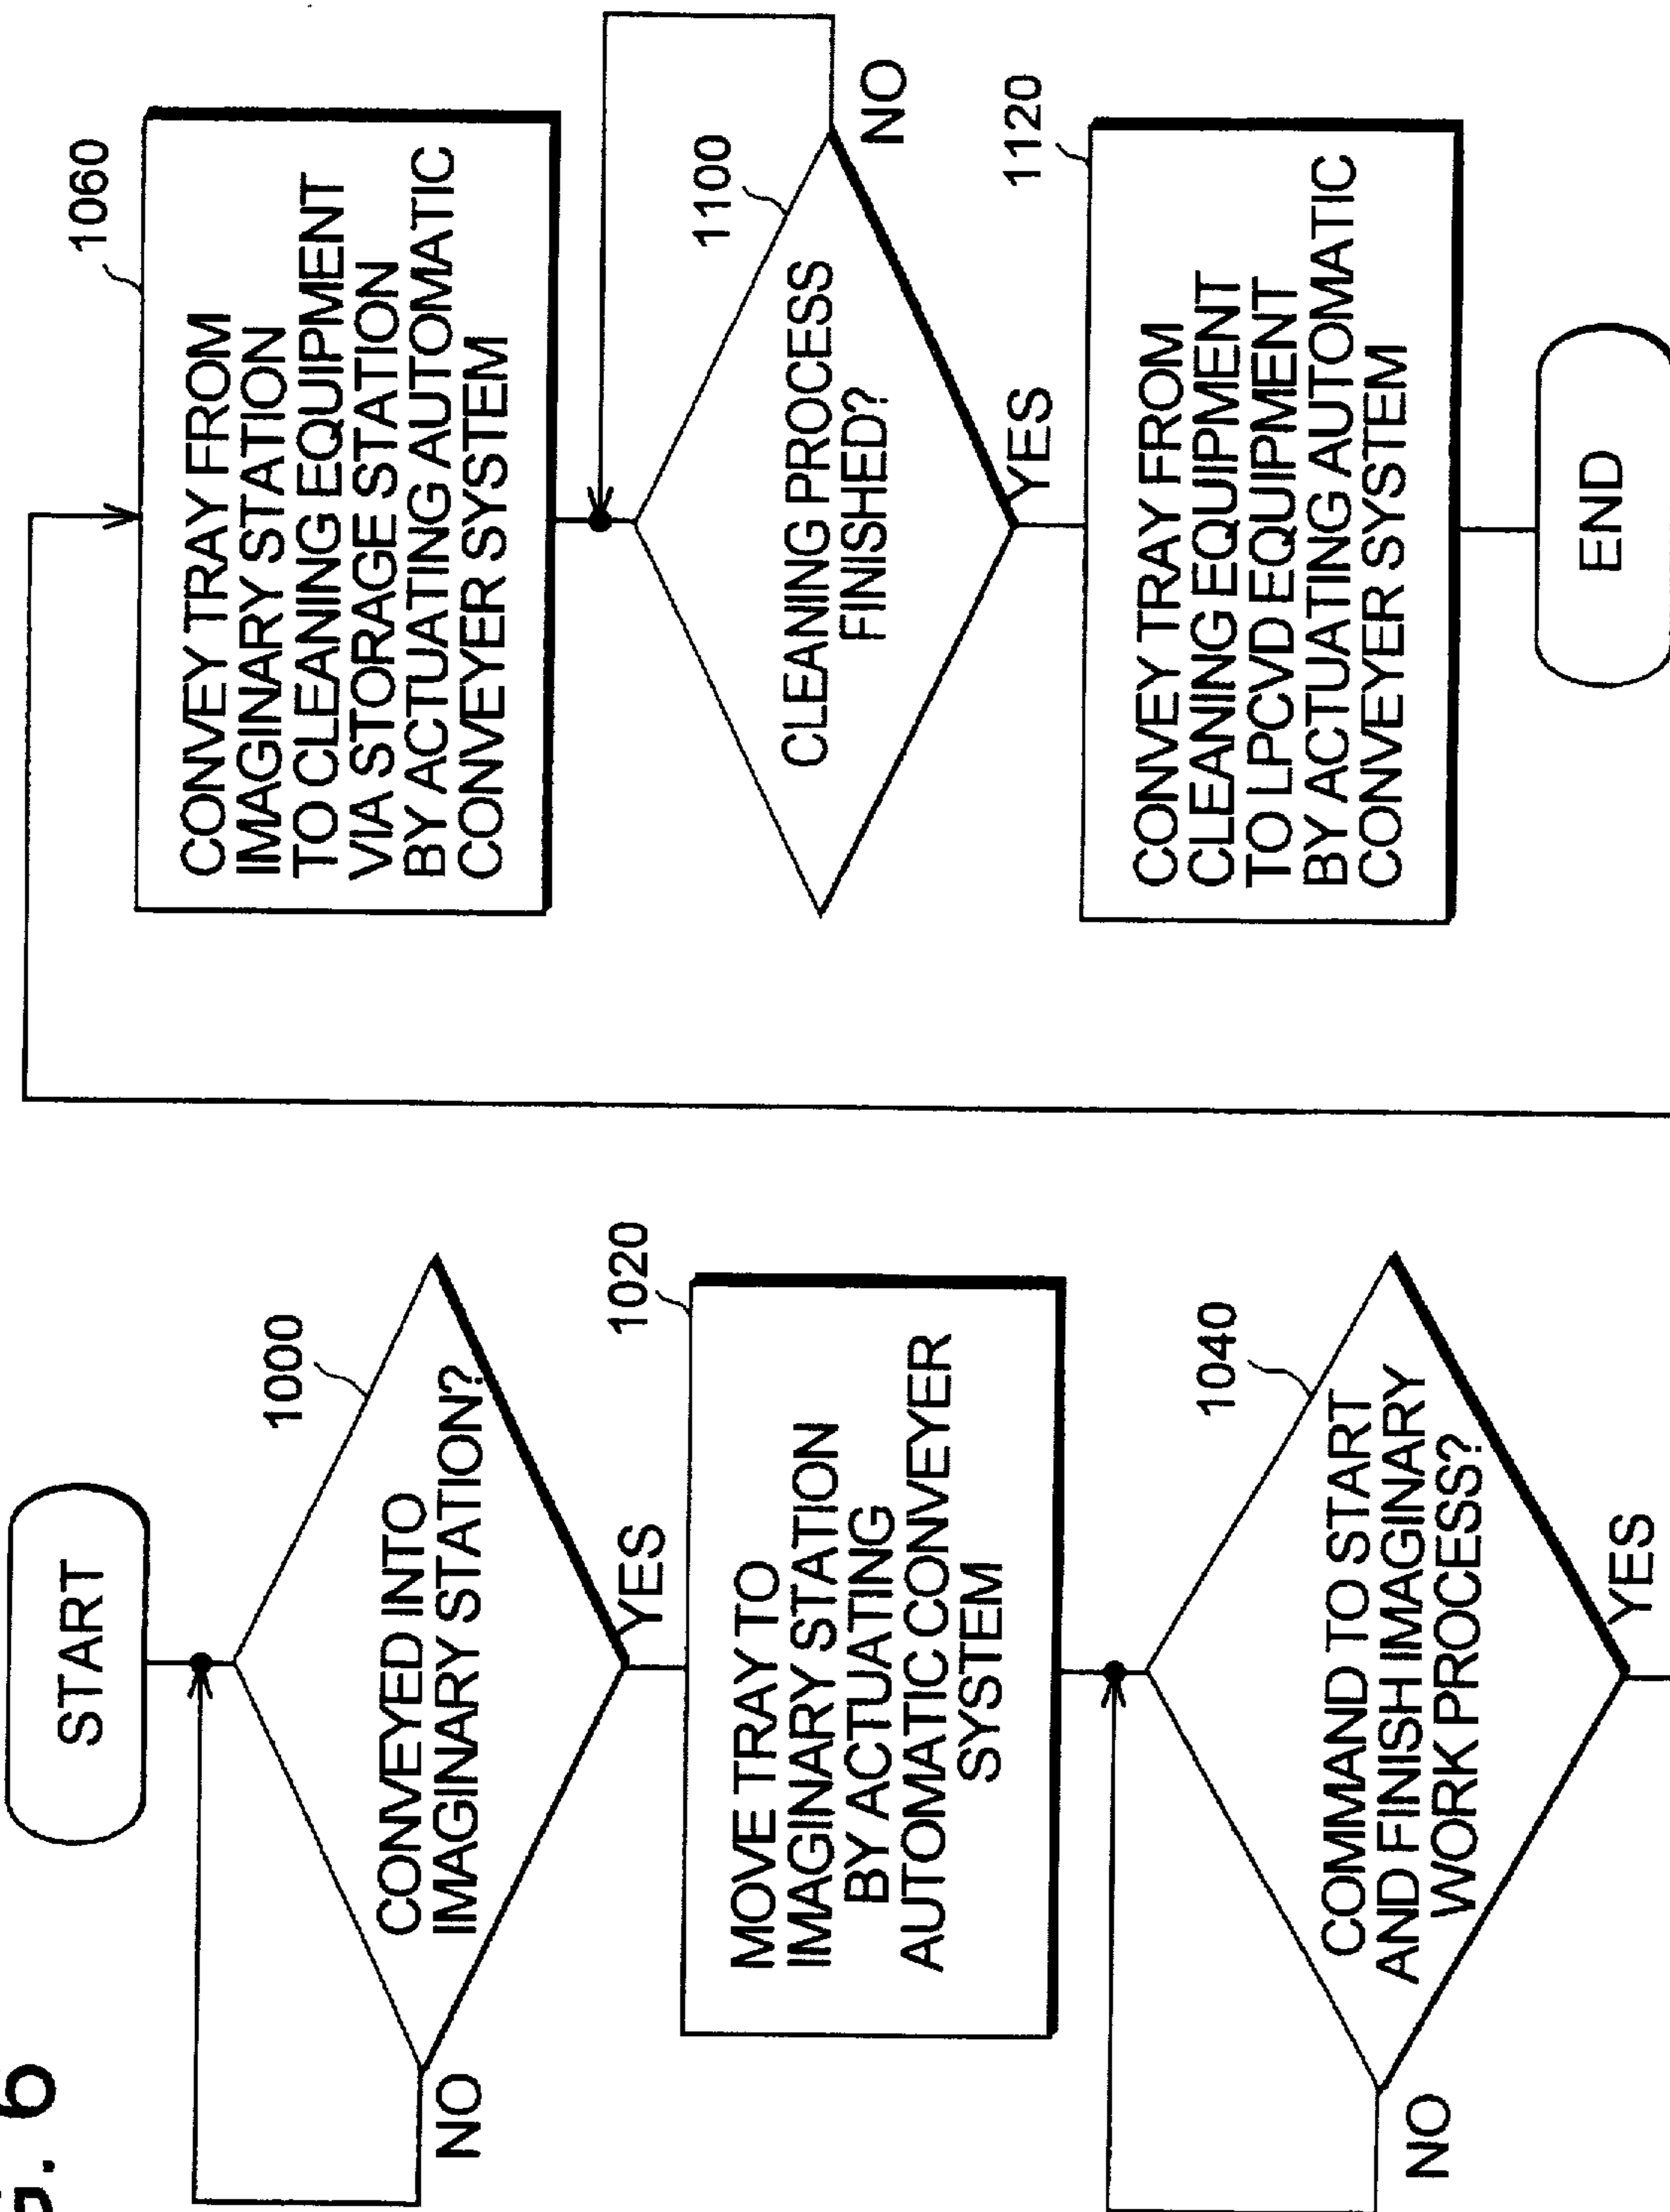 G. 6
START
1000
CONVEYED INTO
IMAGINARY STATION?
NO
YES
1020
MOVE TRAY TO
IMAGINARY STATION
BY ACTUATING
AUTOMATIC CONVEYER
SYSTEM
1040
COMMAND TO START
AND FINISH IMAGINARY
WORK PROCESS?
NO
YES
1060
CONVEY TRAY FROM
IMAGINARY STATION
TO CLEANING EQUIPMENT
VIA STORAGE STATION
BY ACTUATING AUTOMATIC
CONVEYER SYSTEM
1100
CLEANING PROCESS
FINISHED?
NO
YES
1120
CONVEY TRAY FROM
CLEANING EQUIPMENT
TO LPCVD EQUIPMENT
BY ACTUATING AUTOMATIC
CONVEYER SYSTEM
END